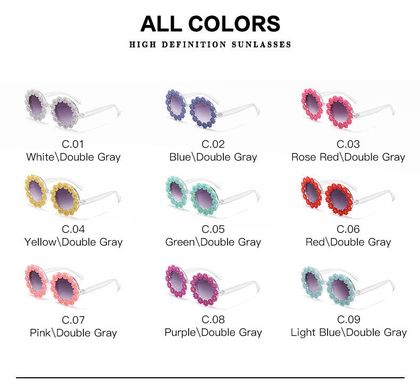 ALL COLORS
HIGH DEFINITION SUNLASSES
C.01 C.02 C.03
White\Double Gray Blue\Double Gray Rose Red\Double Gray
C.04 C.05 C.06
Yellow\Double Gray Green\Double Gray Red\Double Gray
C.07 C.08 C.09
Pink\Double Gray Purple\Double Gray Light Blue\Double Gray